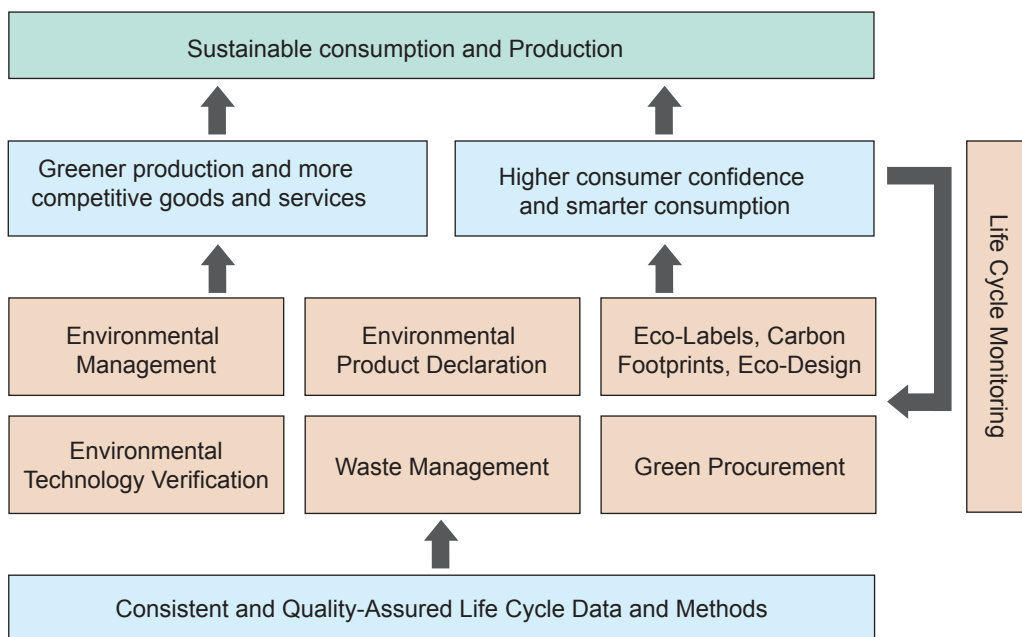 Sustainable consumption and Production
Greener production and more
competitive goods and services
Higher consumer confidence
and smarter consumption
Life Cycle Monitoring
Environmental
Management
Environmental
Product Declaration
Eco-Labels, Carbon
Footprints, Eco-Design
Environmental
Technology Verification
Waste Management
Green Procurement
Consistent and Quality-Assured Life Cycle Data and Methods